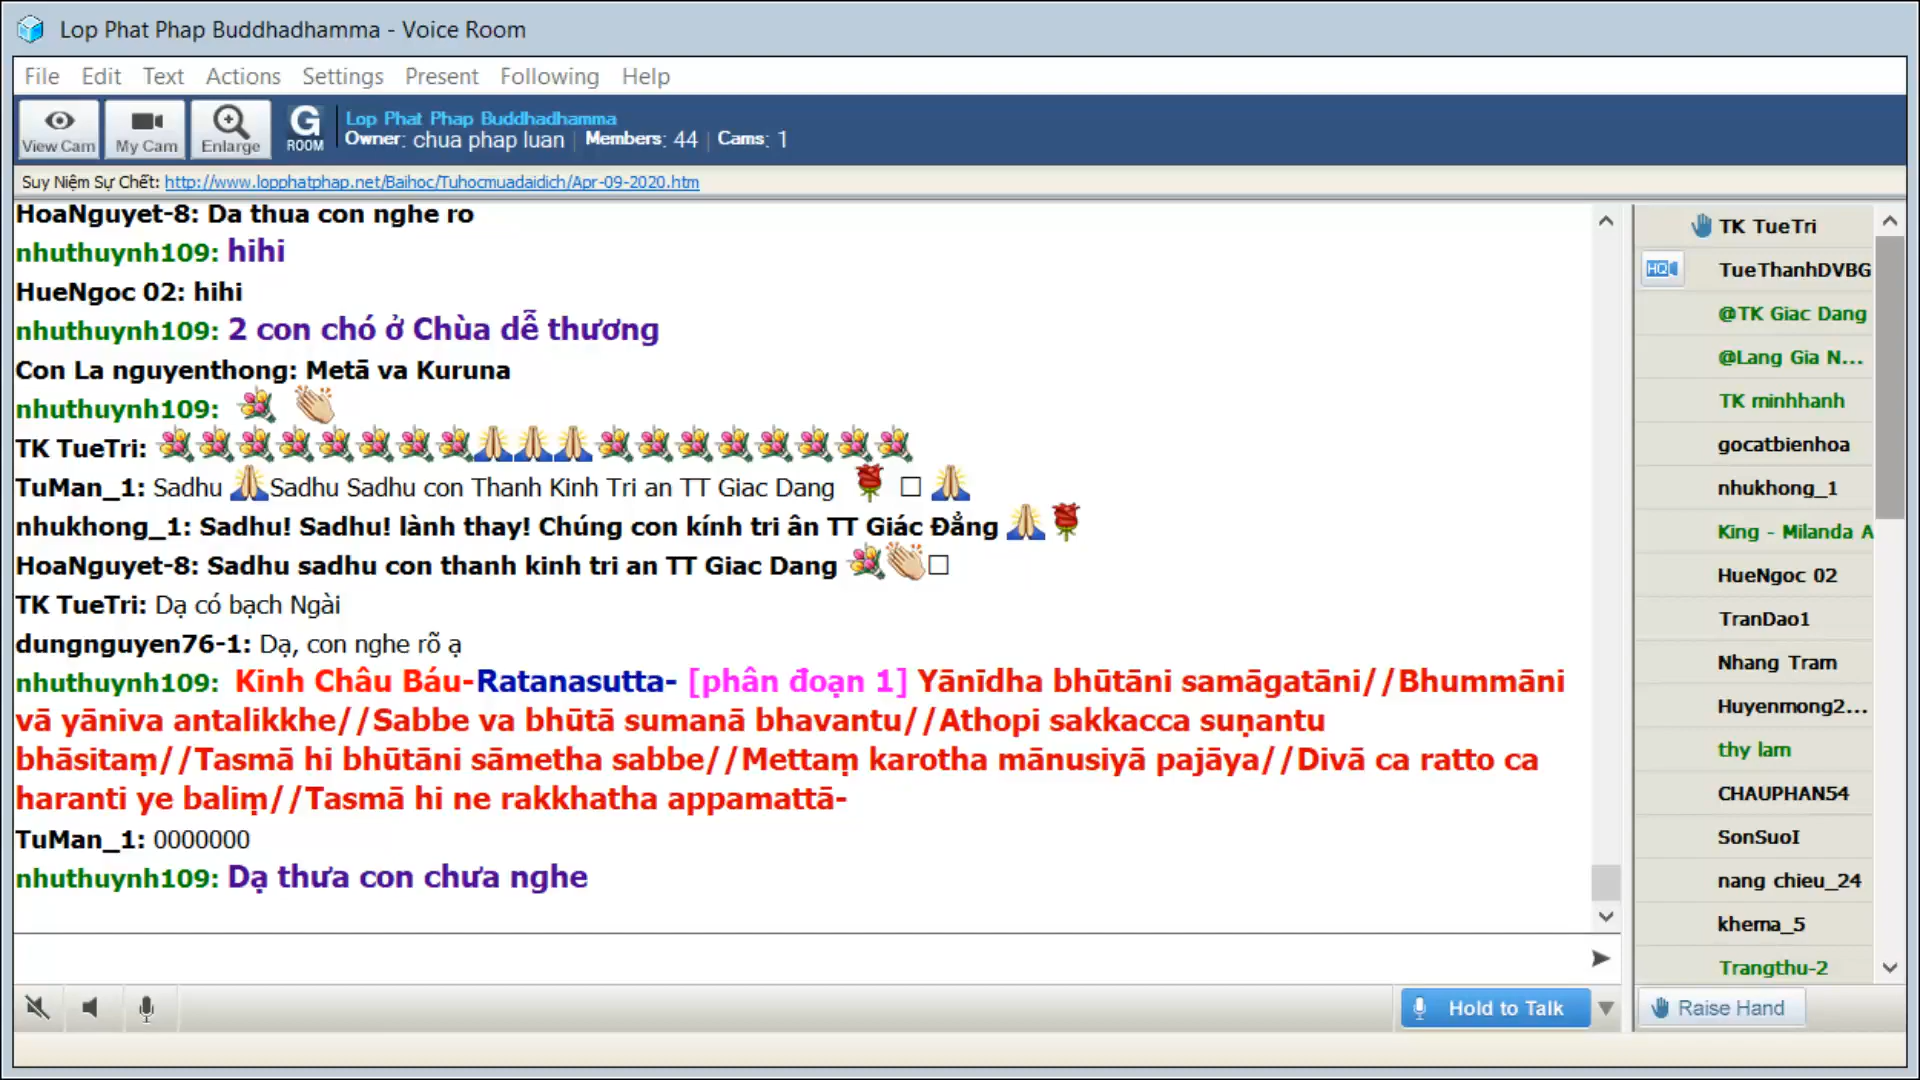 Lop Phat Phap Buddhadhamma - Voice Room
File Edit Text Actions Settings Present Following Help
View Cam My Cam Enlarge G ROOM
Lop Phat Phap Buddhadhamma
Owner: chua phap luan | Members: 44 | Cams: 1
Suy Niệm Sự Chết: http://www.lopphatphap.net/Baihoc/Tuhocmuadaidich/Apr-09-2020.htm
HoaNguyet-8: Da thua con nghe ro
nhuthuynh109: hihi
HueNgoc 02: hihi
nhuthuynh109: 2 con chó ở Chùa dễ thương
Con La nguyenthong: Metā va Kuruna
nhuthuynh109:
TK TueTri:
TuMan_1: Sadhu Sadhu Sadhu con Thanh Kinh Tri an TT Giac Dang
nhukhong_1: Sadhu! Sadhu! lành thay! Chúng con kính tri ân TT Giác Đẳng
HoaNguyet-8: Sadhu sadhu con thanh kinh tri an TT Giac Dang
TK TueTri: Dạ có bạch Ngài
dungnguyen76-1: Dạ, con nghe rõ ạ
nhuthuynh109: Kinh Châu Báu-Ratanasutta- [phân đoạn 1] Yānīdha bhūtāni samāgatāni//Bhummāni
vā yāniva antalikkhe//Sabbe va bhūtā sumanā bhavantu//Athopi sakkacca suṇantu
bhāsitaṃ//Tasmā hi bhūtāni sāmetha sabbe//Mettaṃ karotha mānusiyā pajāya//Divā ca ratto ca
haranti ye baliṃ//Tasmā hi ne rakkhatha appamattā-
TuMan_1: 0000000
nhuthuynh109: Dạ thưa con chưa nghe
Hold to Talk
TK TueTri
HQ TueThanhDVBG
@TK Giac Dang
@Lang Gia N...
TK minhhanh
gocatbienhoa
nhukhong_1
King - Milanda A
HueNgoc 02
TranDao1
Nhang Tram
Huyenmong2...
thy lam
CHAUPHAN54
SonSuoI
nang chieu_24
khema_5
Trangthu-2
Raise Hand